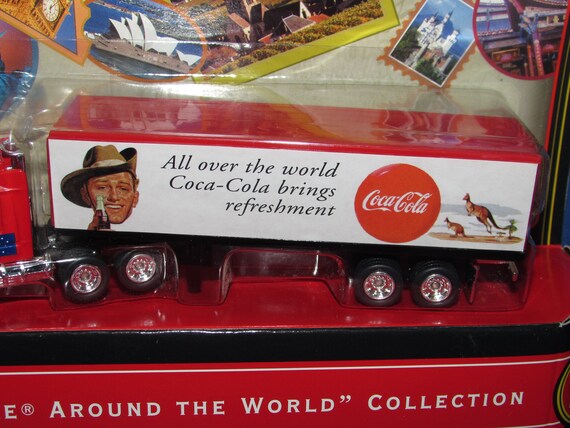 All over the world
Coca-Cola brings
refreshment
Coca-Cola
E® AROUND THE WORLD” COLLECTION